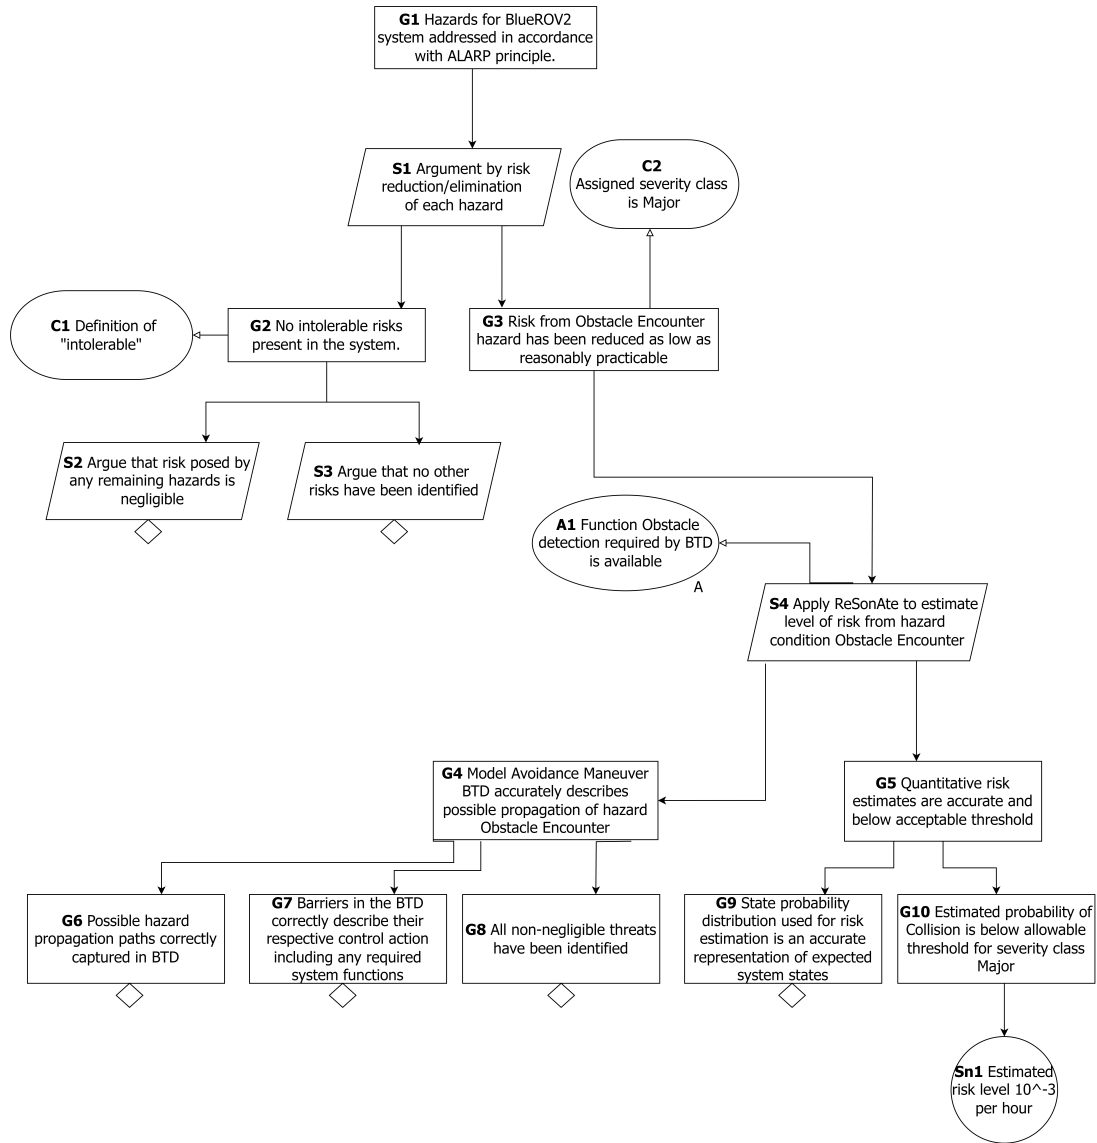 G1 Hazards for BlueROV2
system addressed in accordance
with ALARP principle.
S1 Argument by risk
reduction/elimination
of each hazard
C2
Assigned severity class
is Major
C1 Definition of
"intolerable"
G2 No intolerable risks
present in the system.
G3 Risk from Obstacle Encounter
hazard has been reduced as low as
reasonably practicable
S2 Argue that risk posed by
any remaining hazards is
negligible
S3 Argue that no other
risks have been identified
A1 Function Obstacle
detection required by BTD
is available
A
S4 Apply ReSonAte to estimate
level of risk from hazard
condition Obstacle Encounter
G4 Model Avoidance Maneuver
BTD accurately describes
possible propagation of hazard
Obstacle Encounter
G5 Quantitative risk
estimates are accurate and
below acceptable threshold
G6 Possible hazard
propagation paths correctly
captured in BTD
G7 Barriers in the BTD
correctly describe their
respective control action
including any required
system functions
G8 All non-negligible threats
have been identified
G9 State probability
distribution used for risk
estimation is an accurate
representation of expected
system states
G10 Estimated probability of
Collision is below allowable
threshold for severity class
Major
Sn1 Estimated
risk level 10^-3
per hour